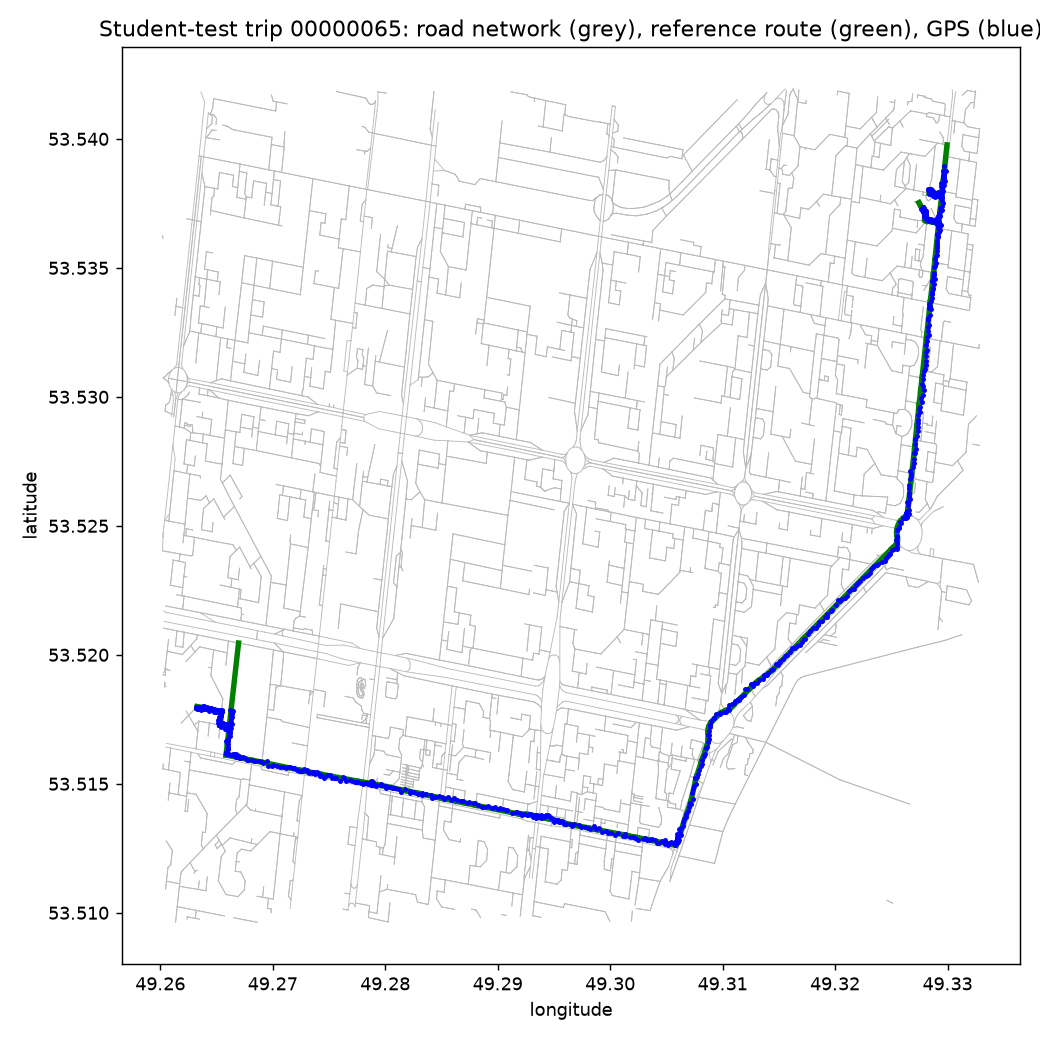 Student-test trip 00000065: road network (grey), reference route (green), GPS (blue)
53.540
53.535
53.530
53.525
53.520
53.515
53.510
latitude
49.26 49.27 49.28 49.29 49.30 49.31 49.32 49.33
longitude